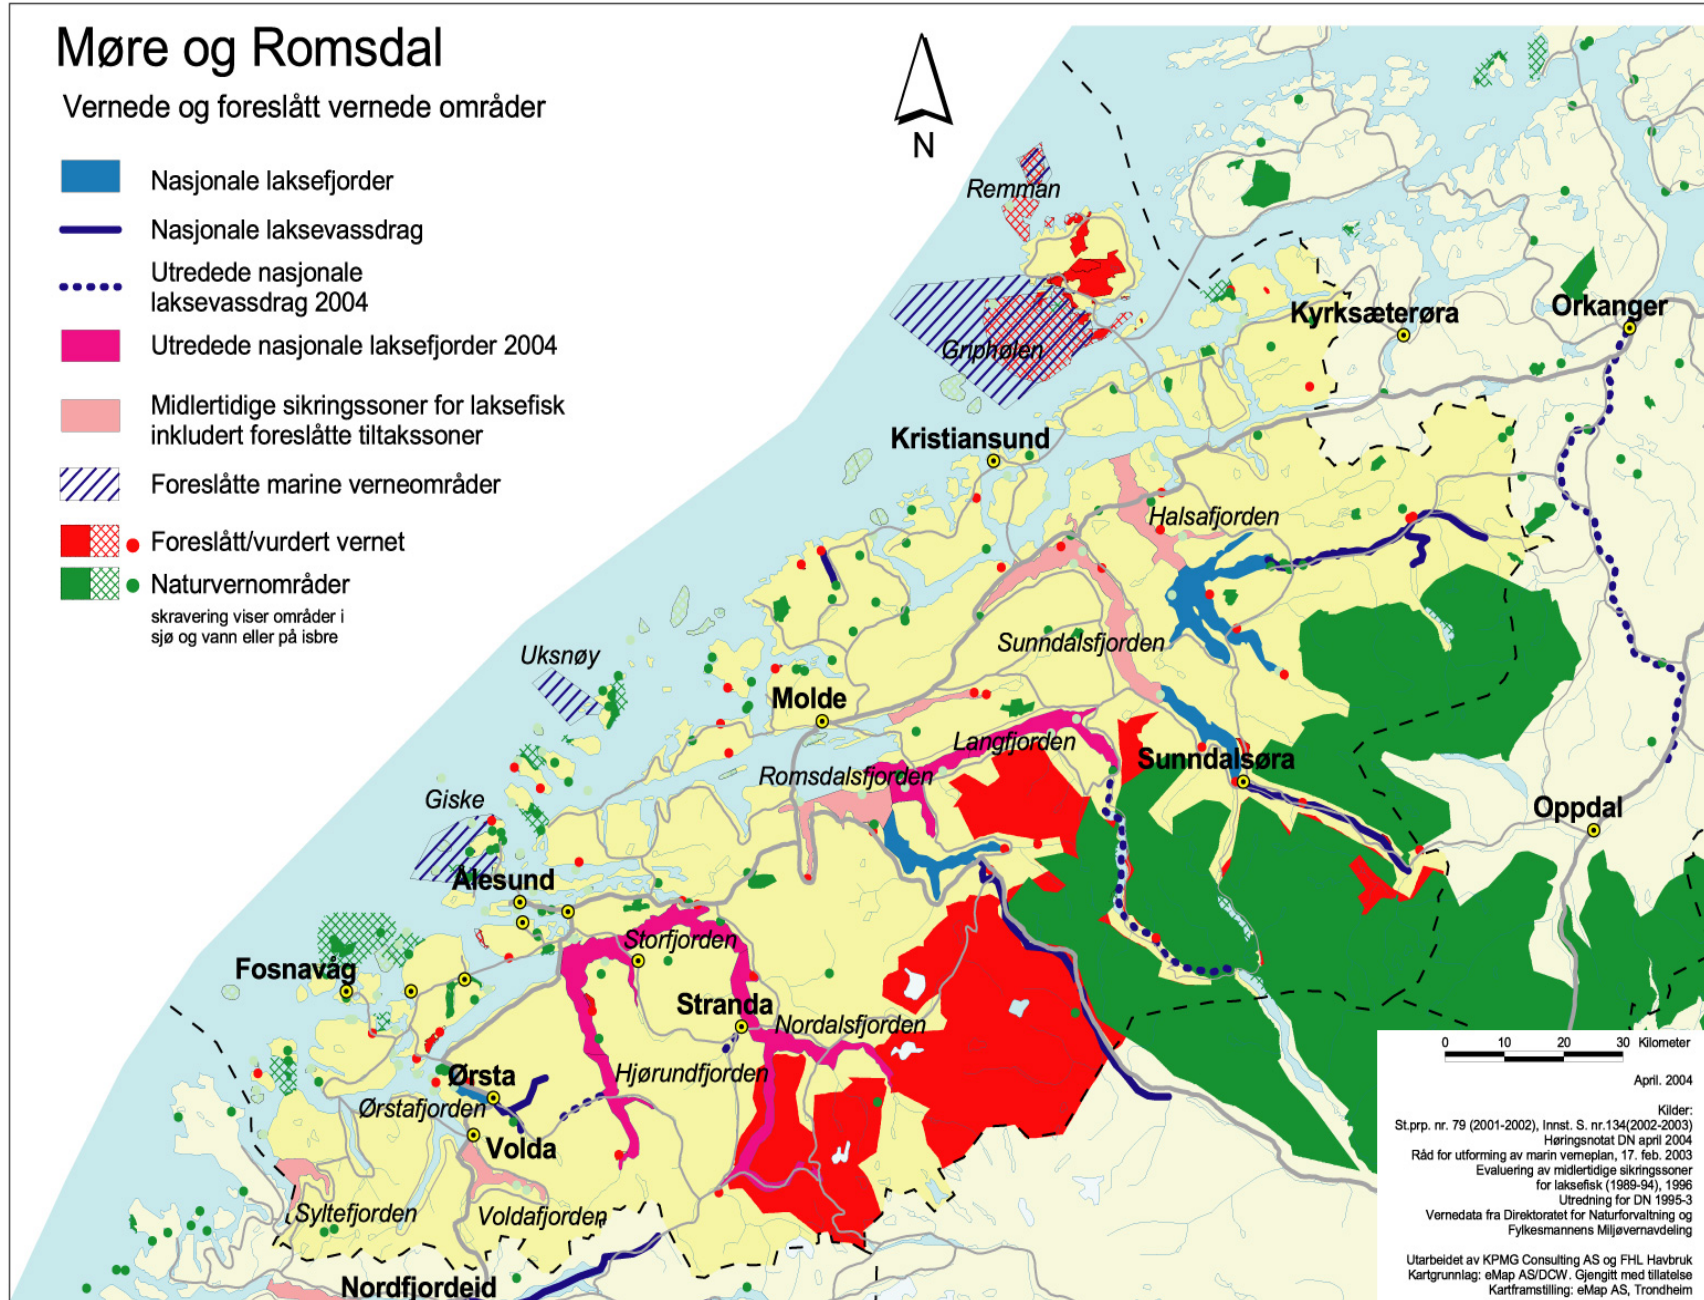 Møre og Romsdal
Vernede og foreslått vernede områder
Nasjonale laksefjorder
Nasjonale laksevassdrag
Utredede nasjonale
laksevassdrag 2004
Utredede nasjonale laksefjorder 2004
Midlertidige sikringssoner for laksefisk
inkludert foreslåtte tiltakssoner
Foreslåtte marine verneområder
Foreslått/vurdert vernet
Naturvernområder
skravering viser områder i
sjø og vann eller på isbre
N
Remman
Griphølen
Kyrksæterøra
Orkanger
Kristiansund
Halsafjorden
Sunndalsfjorden
Uksnøy
Molde
Langfjorden
Romsdalsfjorden
Sunndalsøra
Giske
Oppdal
Ålesund
Storfjorden
Fosnavåg
Stranda
Nordalsfjorden
Hjørundfjorden
Ørsta
Ørstafjorden
Volda
Syltefjorden
Voldafjorden
Nordfjordeid
0 10 20 30 Kilometer
April. 2004
Kilder:
St.prp. nr. 79 (2001-2002), Innst. S. nr.134(2002-2003)
Høringsnotat DN april 2004
Råd for utforming av marin verneplan, 17. feb. 2003
Evaluering av midlertidige sikringssoner
for laksefisk (1989-94), 1996
Utredning for DN 1995-3
Vernedata fra Direktoratet for Naturforvaltning og
Fylkesmannens Miljøvernavdeling
Utarbeidet av KPMG Consulting AS og FHL Havbruk
Kartgrunnlag: eMap AS/DCW. Gjengitt med tillatelse
Kartframstilling: eMap AS, Trondheim